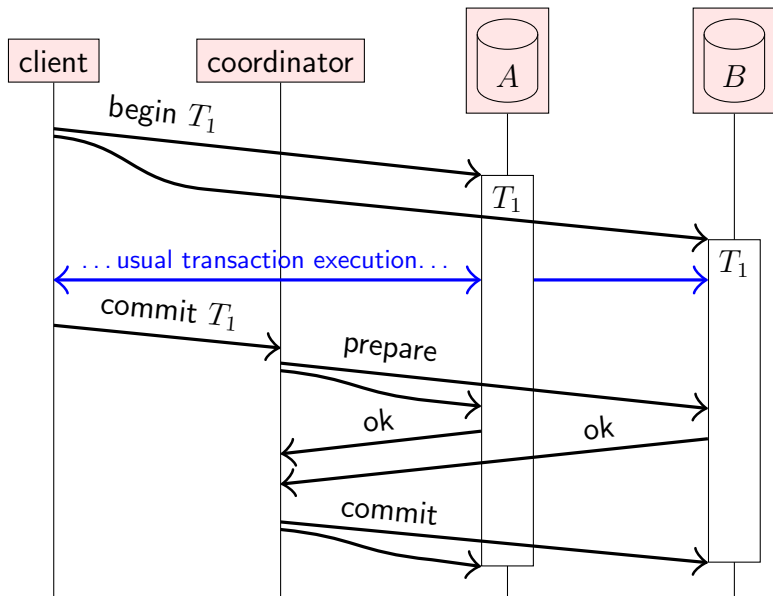 client
coordinator
A
B
begin T₁
T₁
T₁
...usual transaction execution...
commit T₁
prepare
ok
ok
commit